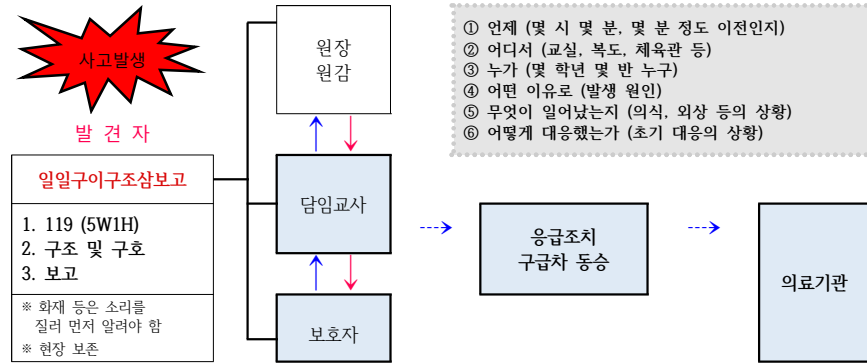 사고발생
발 견 자
일일구이구조삼보고
1. 119 (5W1H)
2. 구조 및 구호
3. 보고
※ 화재 등은 소리를
질러 먼저 알려야 함
※ 현장 보존
원장
원감
담임교사
보호자
① 언제 (몇 시 몇 분, 몇 분 정도 이전인지)
② 어디서 (교실, 복도, 체육관 등)
③ 누가 (몇 학년 몇 반 누구)
④ 어떤 이유로 (발생 원인)
⑤ 무엇이 일어났는지 (의식, 외상 등의 상황)
⑥ 어떻게 대응했는가 (초기 대응의 상황)
응급조치
구급차 동승
의료기관